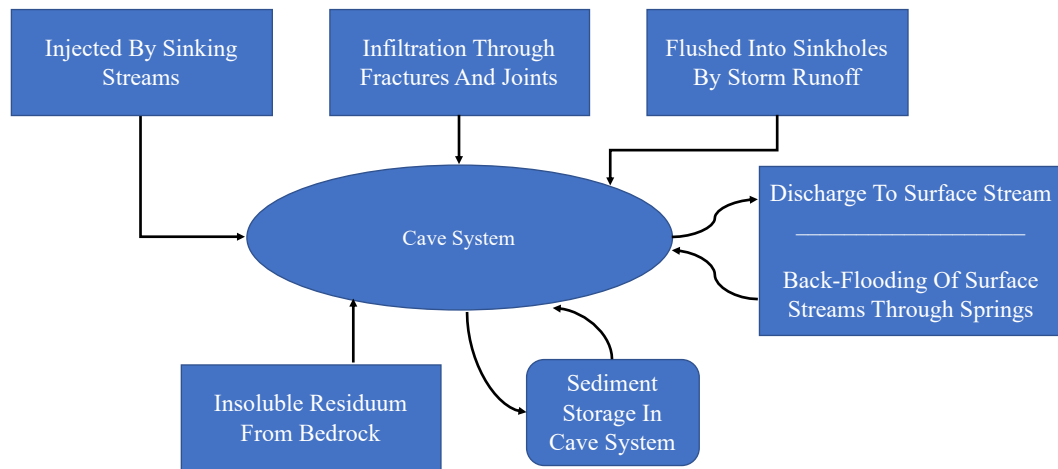 Injected By Sinking
Streams
Infiltration Through
Fractures And Joints
Flushed Into Sinkholes
By Storm Runoff
Cave System
Discharge To Surface Stream
Back-Flooding Of Surface
Streams Through Springs
Insoluble Residuum
From Bedrock
Sediment
Storage In
Cave System